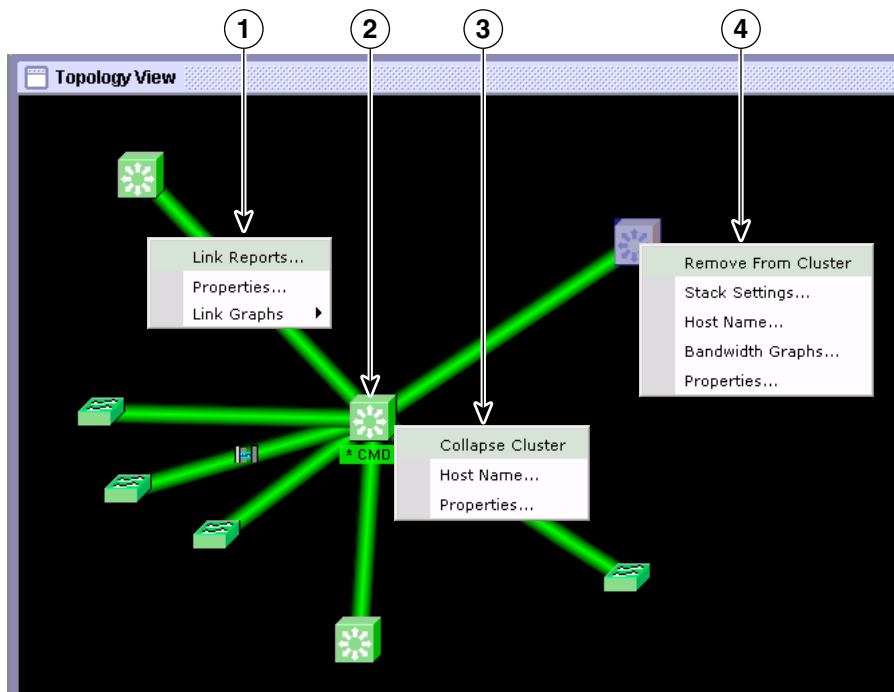 1
2
3
4
Topology View
Link Reports...
Properties...
Link Graphs
Remove From Cluster
Stack Settings...
Host Name...
Bandwidth Graphs...
Properties...
* CMD
Collapse Cluster
Host Name...
Properties...